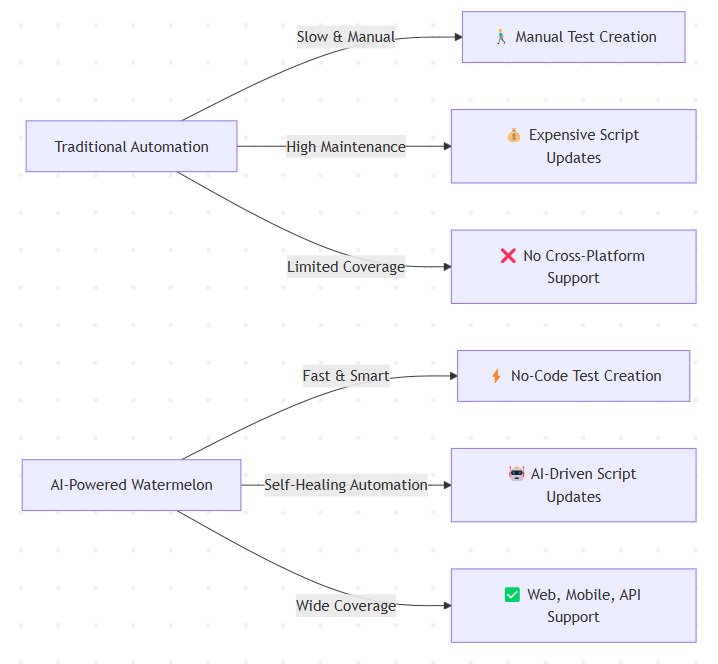 Slow & Manual
🚶 Manual Test Creation
Traditional Automation
High Maintenance
💰 Expensive Script
Updates
Limited Coverage
❌ No Cross-Platform
Support
Fast & Smart
⚡ No-Code Test Creation
AI-Powered Watermelon
Self-Healing Automation
🤖 AI-Driven Script
Updates
Wide Coverage
✅ Web, Mobile, API
Support